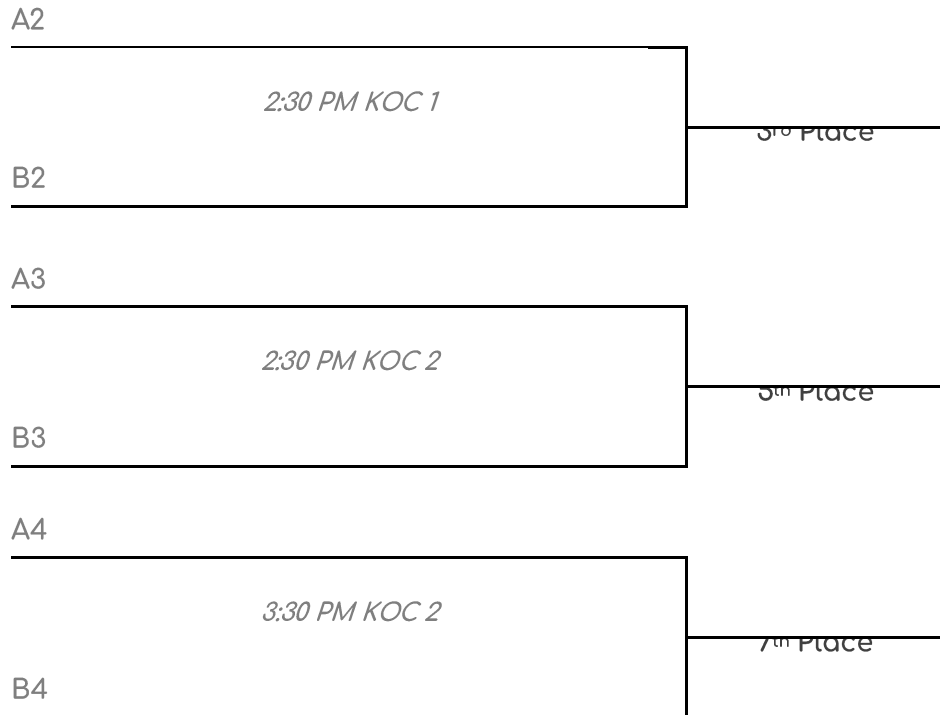 A2
2:30 PM KOC 1
3rd Place
B2
A3
2:30 PM KOC 2
5th Place
B3
A4
3:30 PM KOC 2
7th Place
B4